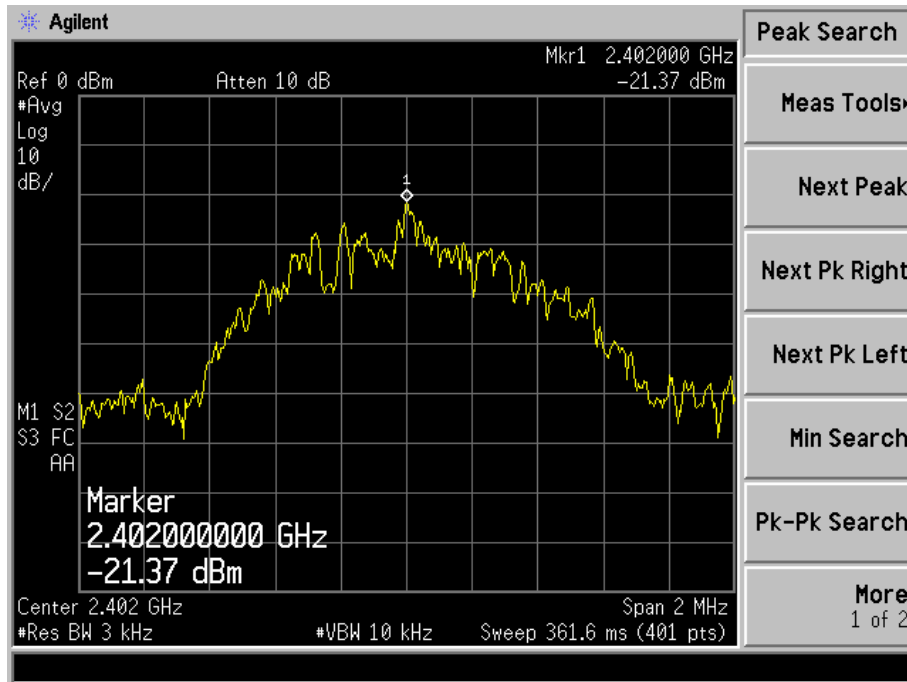 Agilent
Peak Search
Mkr1 2.402000 GHz
Ref 0 dBm Atten 10 dB −21.37 dBm
#Avg
Log
10
dB/
1
M1 S2
S3 FC
AA
Marker
2.402000000 GHz
−21.37 dBm
Center 2.402 GHz Span 2 MHz
#Res BW 3 kHz #VBW 10 kHz Sweep 361.6 ms (401 pts)
Meas Tools
Next Peak
Next Pk Right
Next Pk Left
Min Search
Pk–Pk Search
More
1 of 2